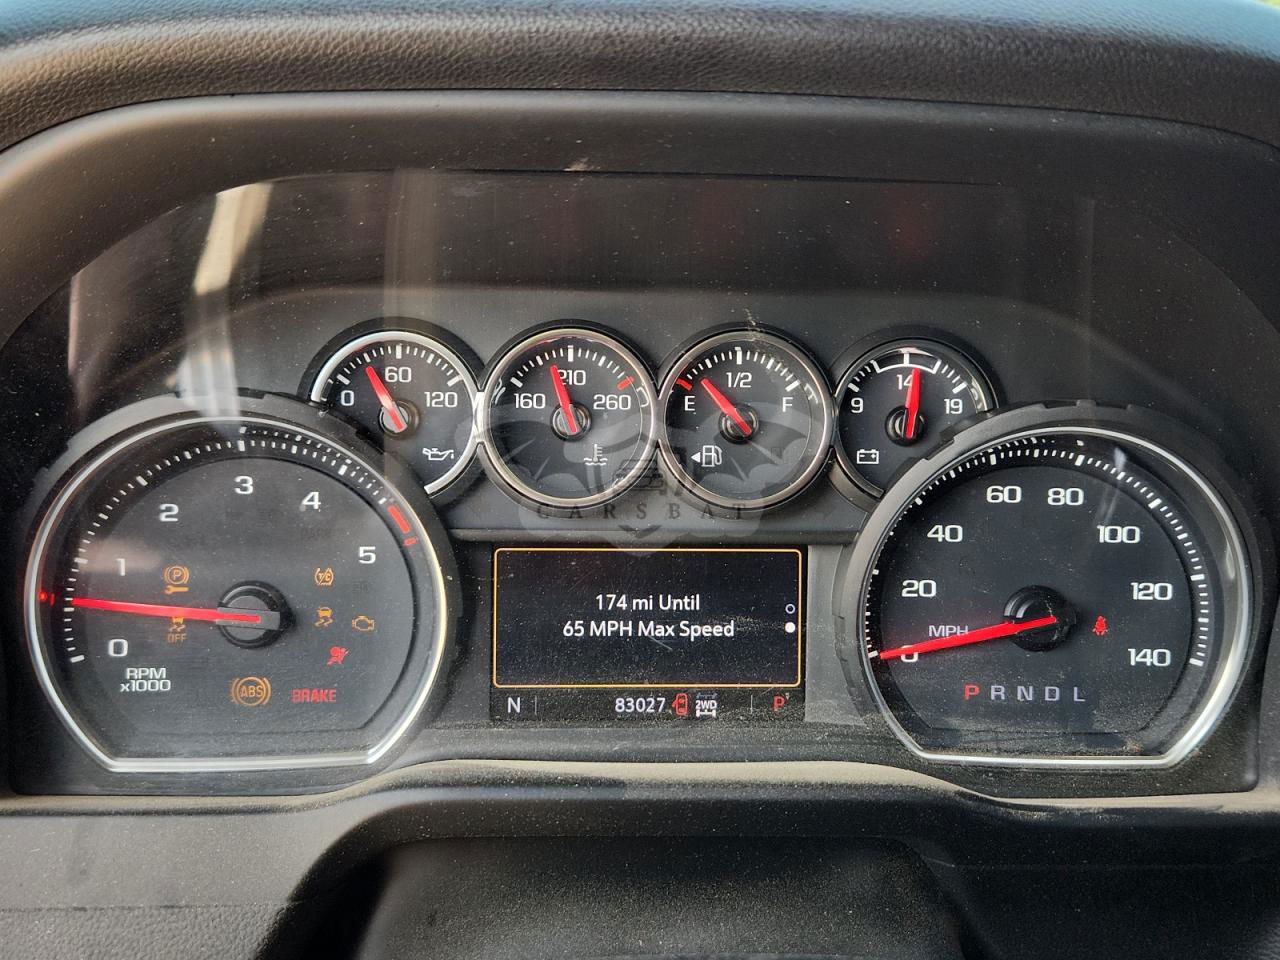 0 60 120
160 210 260
E 1/2 F
9 14 19
CARSBAT
0 1 2 3 4 5
RPM
x1000
P
T/C
OFF
ABS
BRAKE
174 mi Until
65 MPH Max Speed
N 83027 2WD P
0 20 40 60 80 100 120 140
MPH
P R N D L